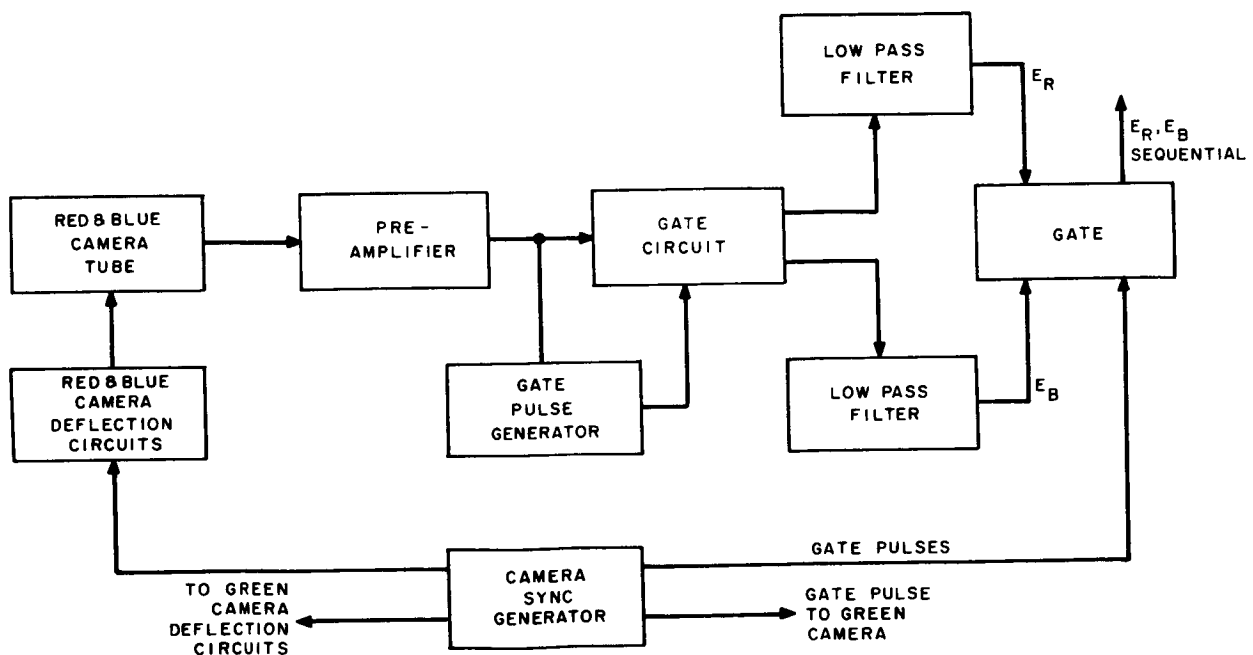 LOW PASS
FILTER
E_R
E_R, E_B
SEQUENTIAL
RED & BLUE
CAMERA
TUBE
PRE-
AMPLIFIER
GATE
CIRCUIT
GATE
RED & BLUE
CAMERA
DEFLECTION
CIRCUITS
GATE
PULSE
GENERATOR
LOW PASS
FILTER
E_B
GATE PULSES
CAMERA
SYNC
GENERATOR
TO GREEN
CAMERA
DEFLECTION
CIRCUITS
GATE PULSE
TO GREEN
CAMERA